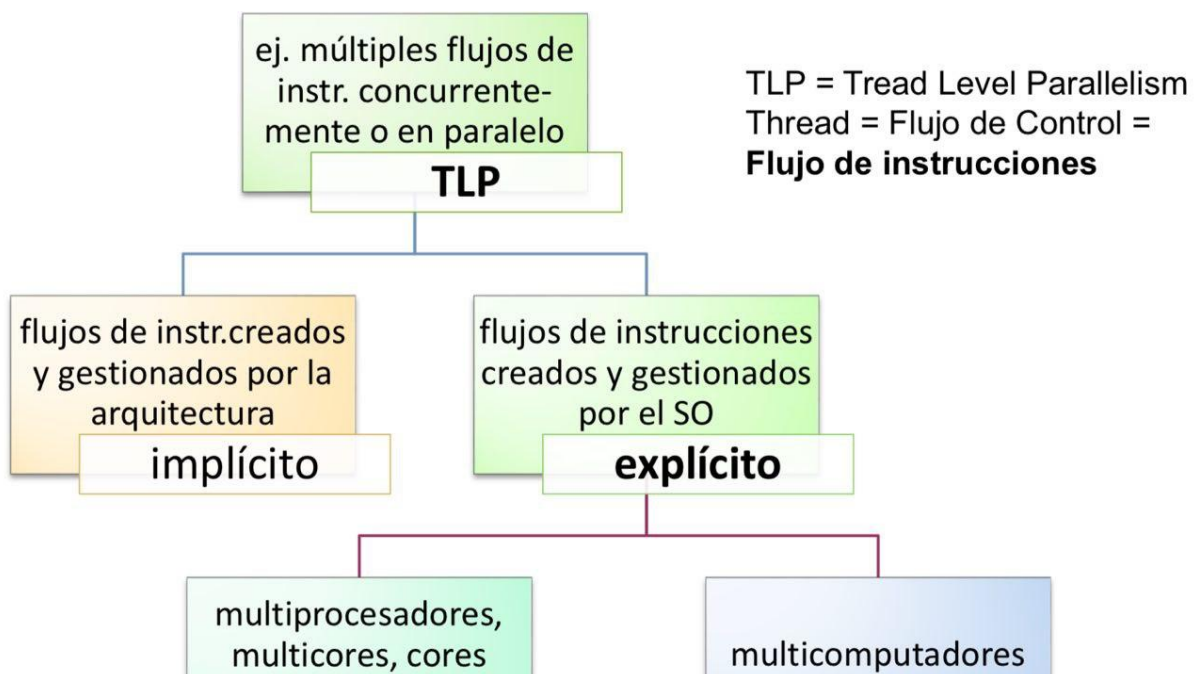 ej. múltiples flujos de
instr. concurrente-
mente o en paralelo
TLP
TLP = Tread Level Parallelism
Thread = Flujo de Control =
Flujo de instrucciones
flujos de instr.creados
y gestionados por la
arquitectura
implícito
flujos de instrucciones
creados y gestionados
por el SO
explícito
multiprocesadores,
multicores, cores
multicomputadores